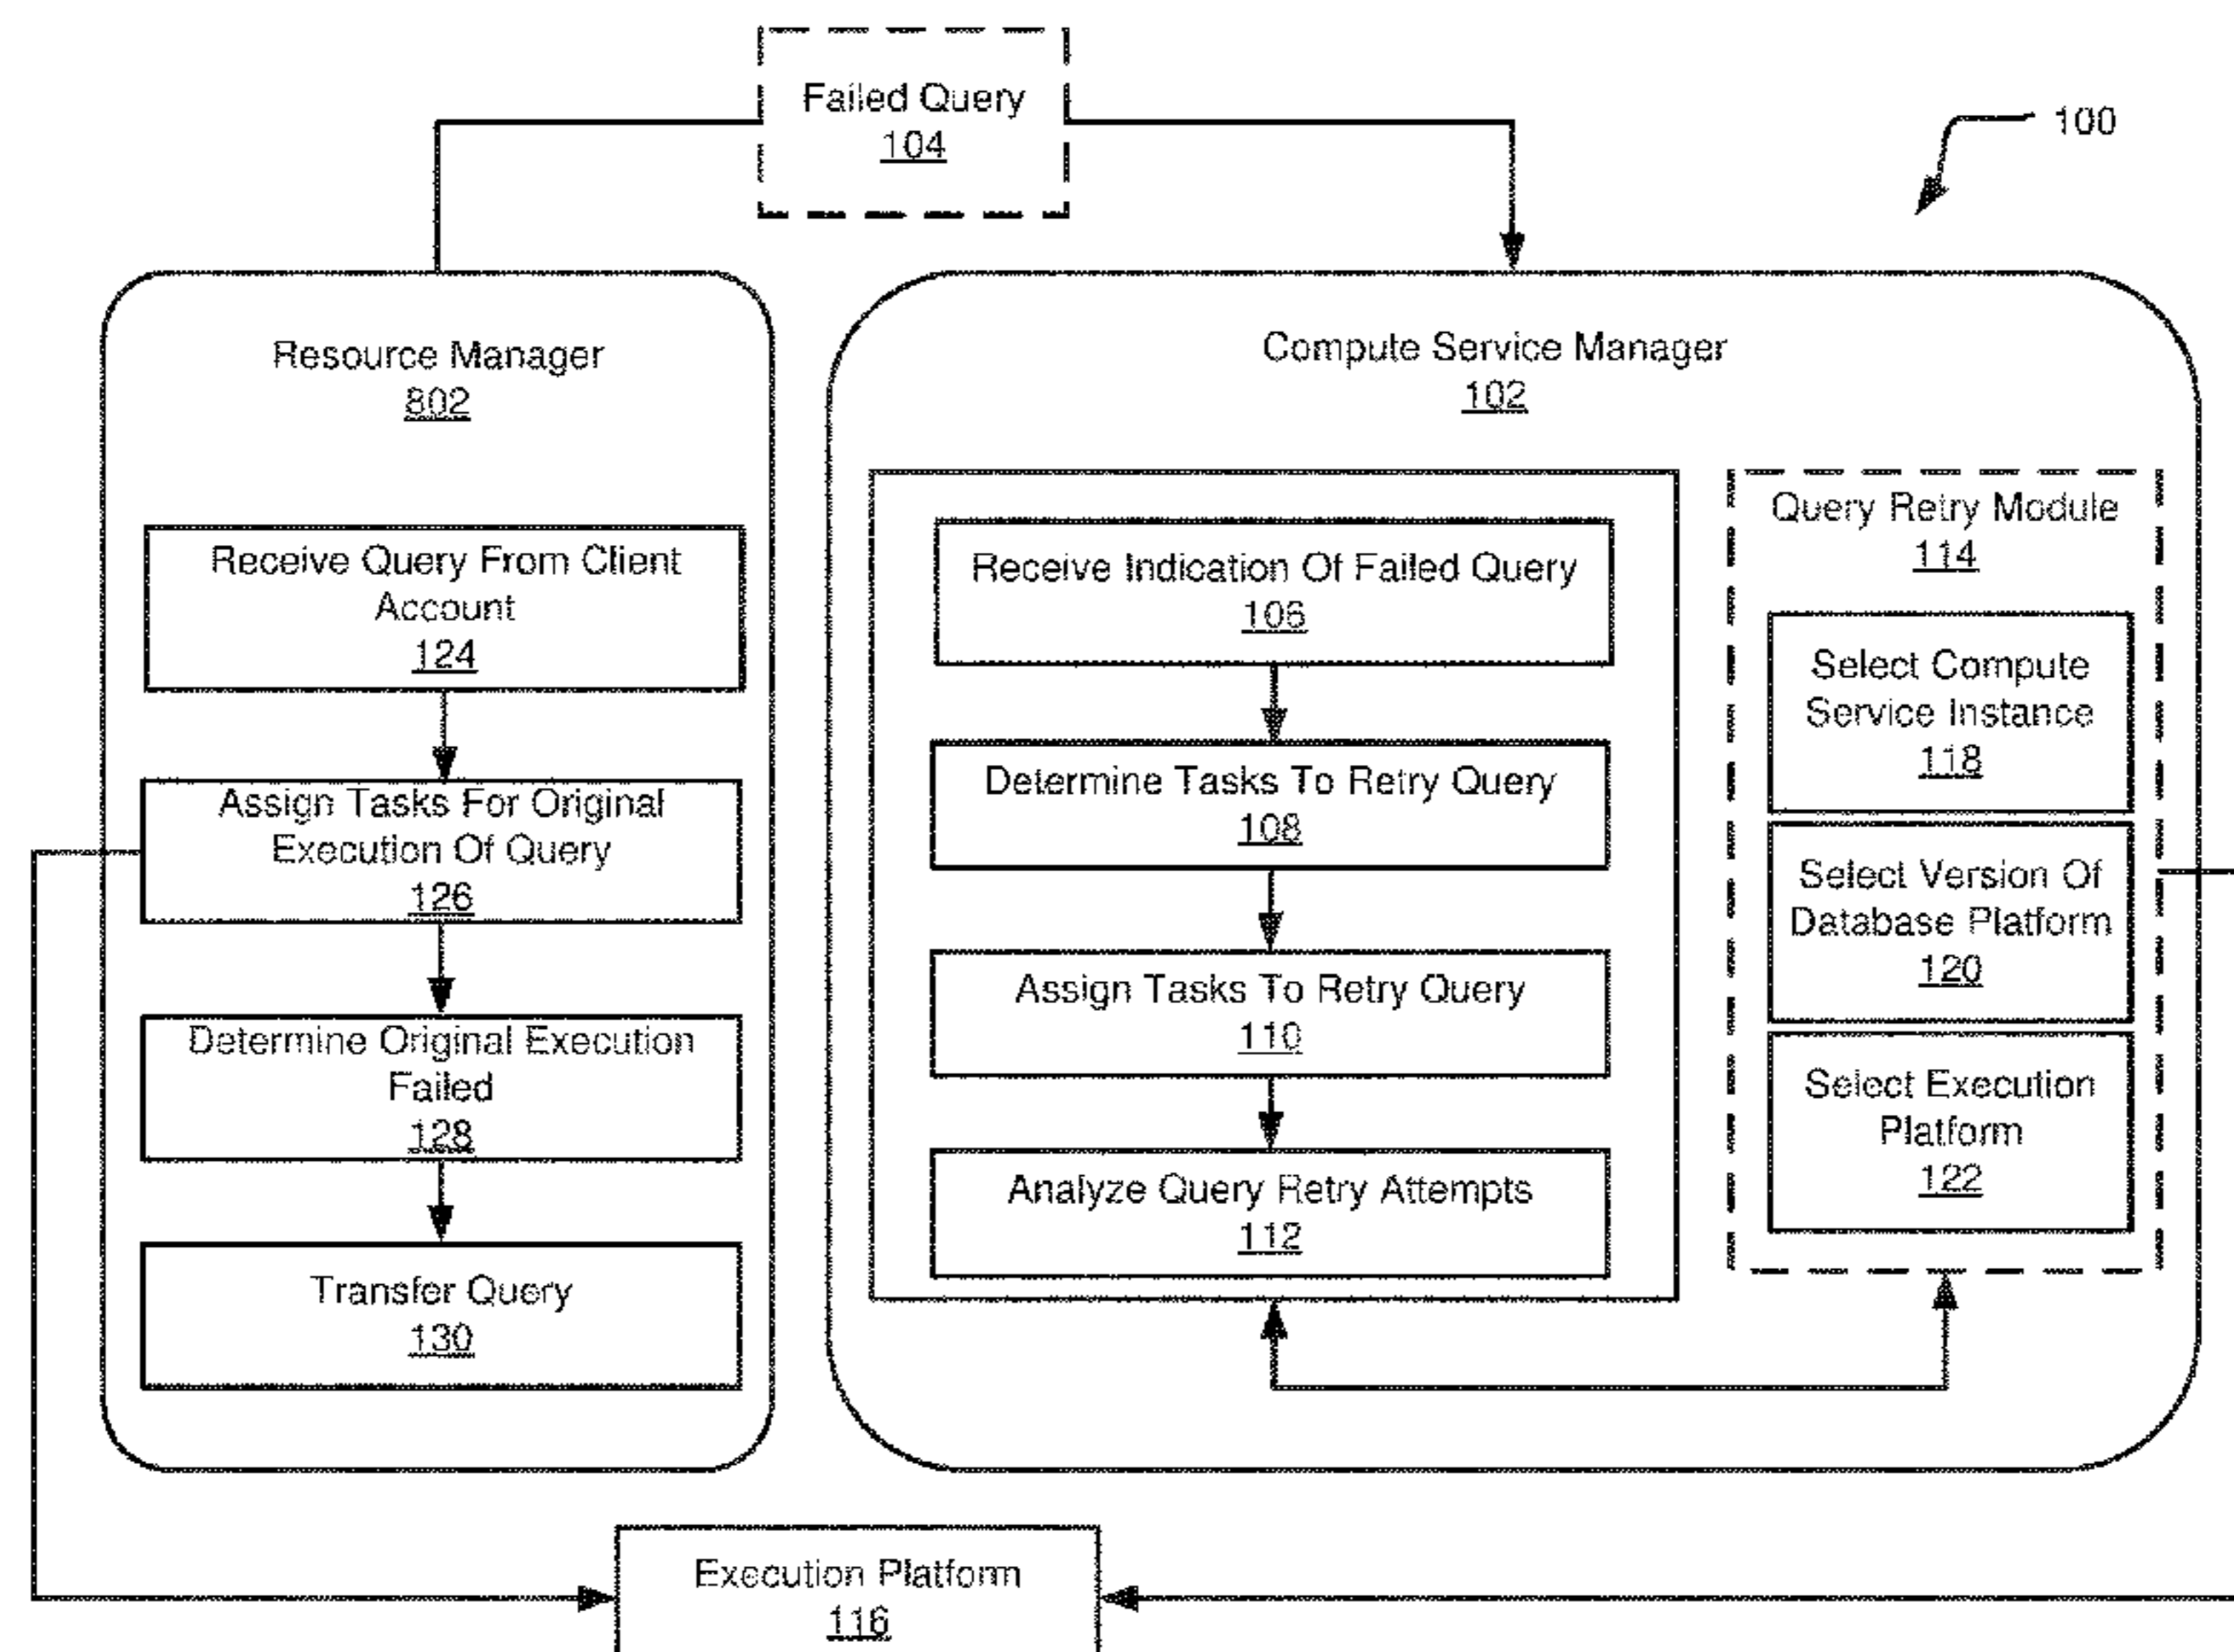 Failed Query
104
100
Resource Manager
802
Receive Query From Client
Account
124
Assign Tasks For Original
Execution Of Query
126
Determine Original Execution
Failed
128
Transfer Query
130
Compute Service Manager
102
Receive Indication Of Failed Query
106
Determine Tasks To Retry Query
108
Assign Tasks To Retry Query
110
Analyze Query Retry Attempts
112
Query Retry Module
114
Select Compute
Service Instance
118
Select Version Of
Database Platform
120
Select Execution
Platform
122
Execution Platform
116